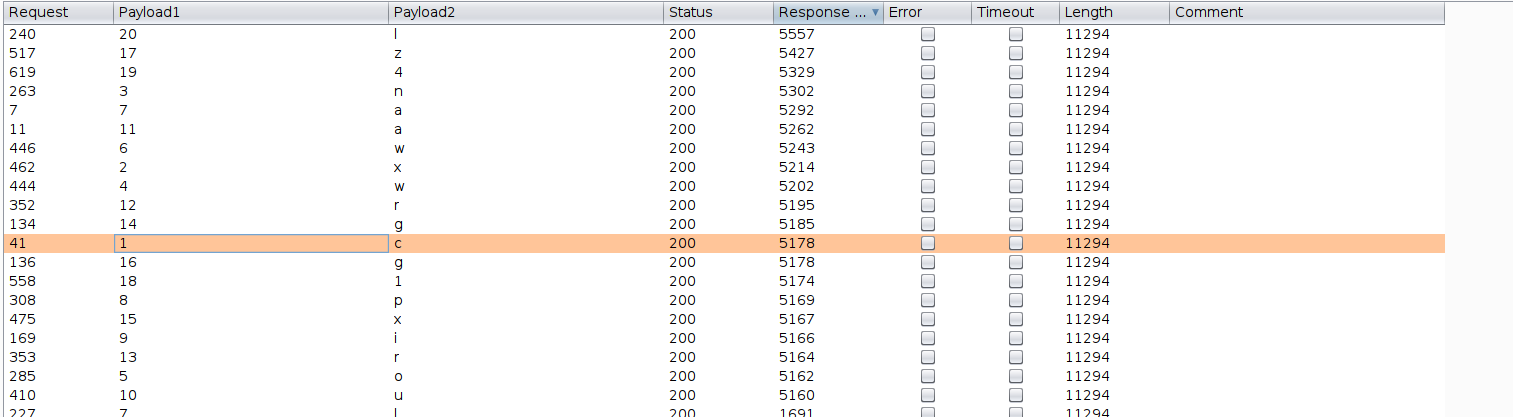 Request Payload1 Payload2 Status Response ... Error Timeout Length Comment
240 20 l 200 5557 11294
517 17 z 200 5427 11294
619 19 4 200 5329 11294
263 3 n 200 5302 11294
7 7 a 200 5292 11294
11 11 a 200 5262 11294
446 6 w 200 5243 11294
462 2 x 200 5214 11294
444 4 w 200 5202 11294
352 12 r 200 5195 11294
134 14 g 200 5185 11294
41 1 c 200 5178 11294
136 16 g 200 5178 11294
558 18 1 200 5174 11294
308 8 p 200 5169 11294
475 15 x 200 5167 11294
169 9 i 200 5166 11294
353 13 r 200 5164 11294
285 5 o 200 5162 11294
410 10 u 200 5160 11294
227 7 l 200 1691 11294